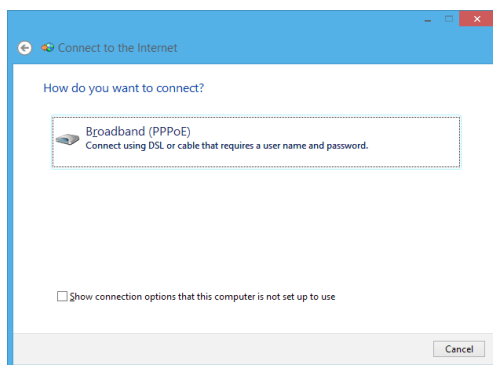 Connect to the Internet
How do you want to connect?
Broadband (PPPoE)
Connect using DSL or cable that requires a user name and password.
Show connection options that this computer is not set up to use
Cancel